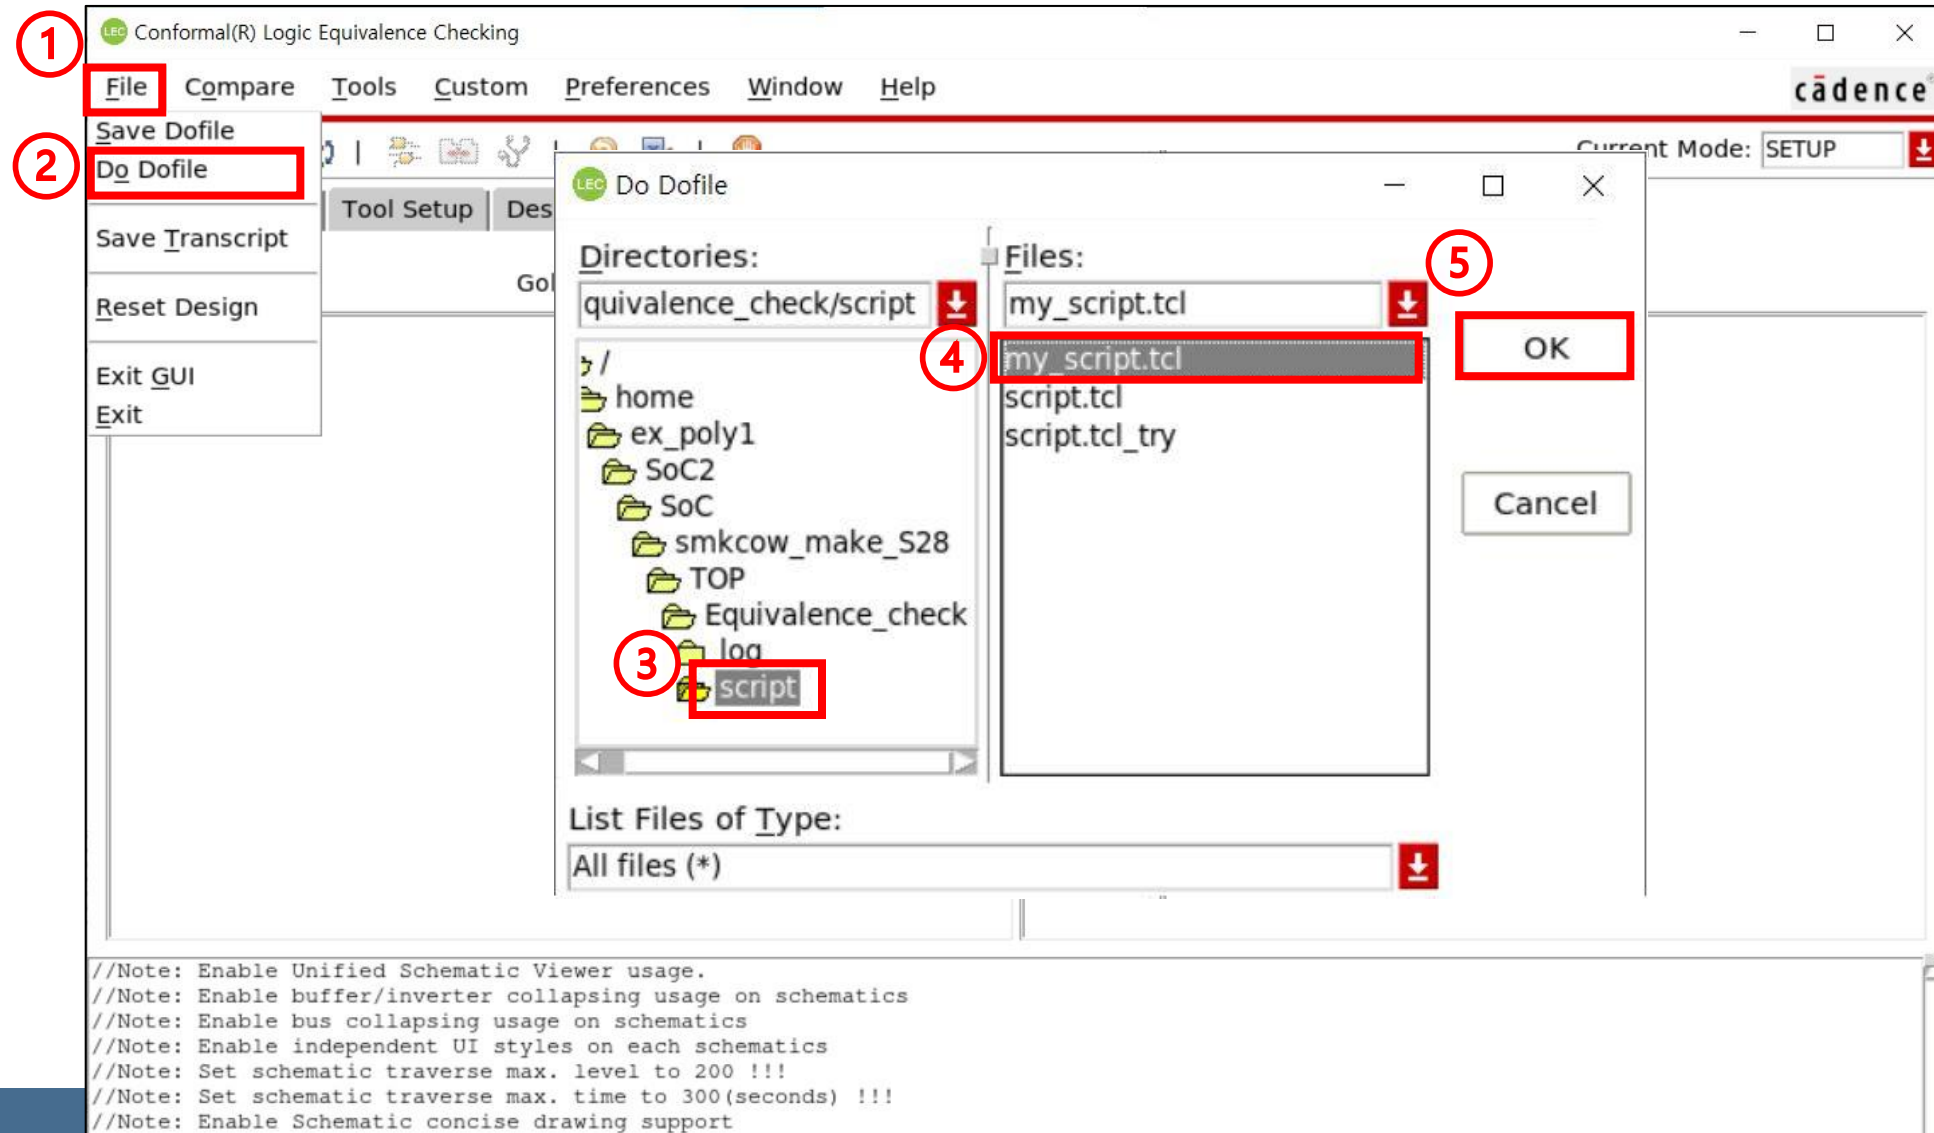 1
Conformal(R) Logic Equivalence Checking
File Compare Tools Custom Preferences Window Help
cādence
2
Save Dofile
Do Dofile
Save Transcript
Reset Design
Exit GUI
Exit
Current Mode: SETUP
Tool Setup
Des
Gol
Do Dofile
Directories:
quivalence_check/script
/
home
ex_poly1
SoC2
SoC
smkcow_make_S28
TOP
Equivalence_check
log
3
script
Files:
my_script.tcl
4
my_script.tcl
script.tcl
script.tcl_try
5
OK
Cancel
List Files of Type:
All files (*)
//Note: Enable Unified Schematic Viewer usage.
//Note: Enable buffer/inverter collapsing usage on schematics
//Note: Enable bus collapsing usage on schematics
//Note: Enable independent UI styles on each schematics
//Note: Set schematic traverse max. level to 200 !!!
//Note: Set schematic traverse max. time to 300(seconds) !!!
//Note: Enable Schematic concise drawing support